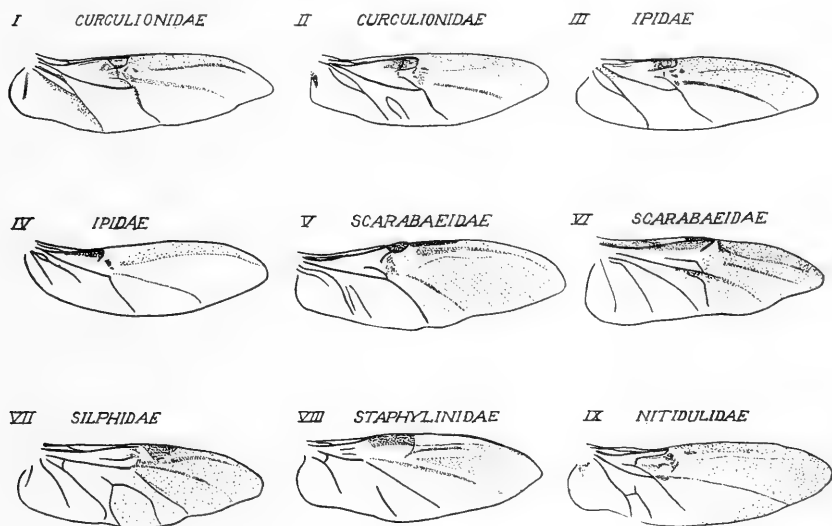 I CURCULIONIDAE II CURCULIONIDAE III IPIDAE
IV IPIDAE V SCARABAEIDAE VI SCARABAEIDAE
VII SILPHIDAE VIII STAPHYLINIDAE IX NITIDULIDAE